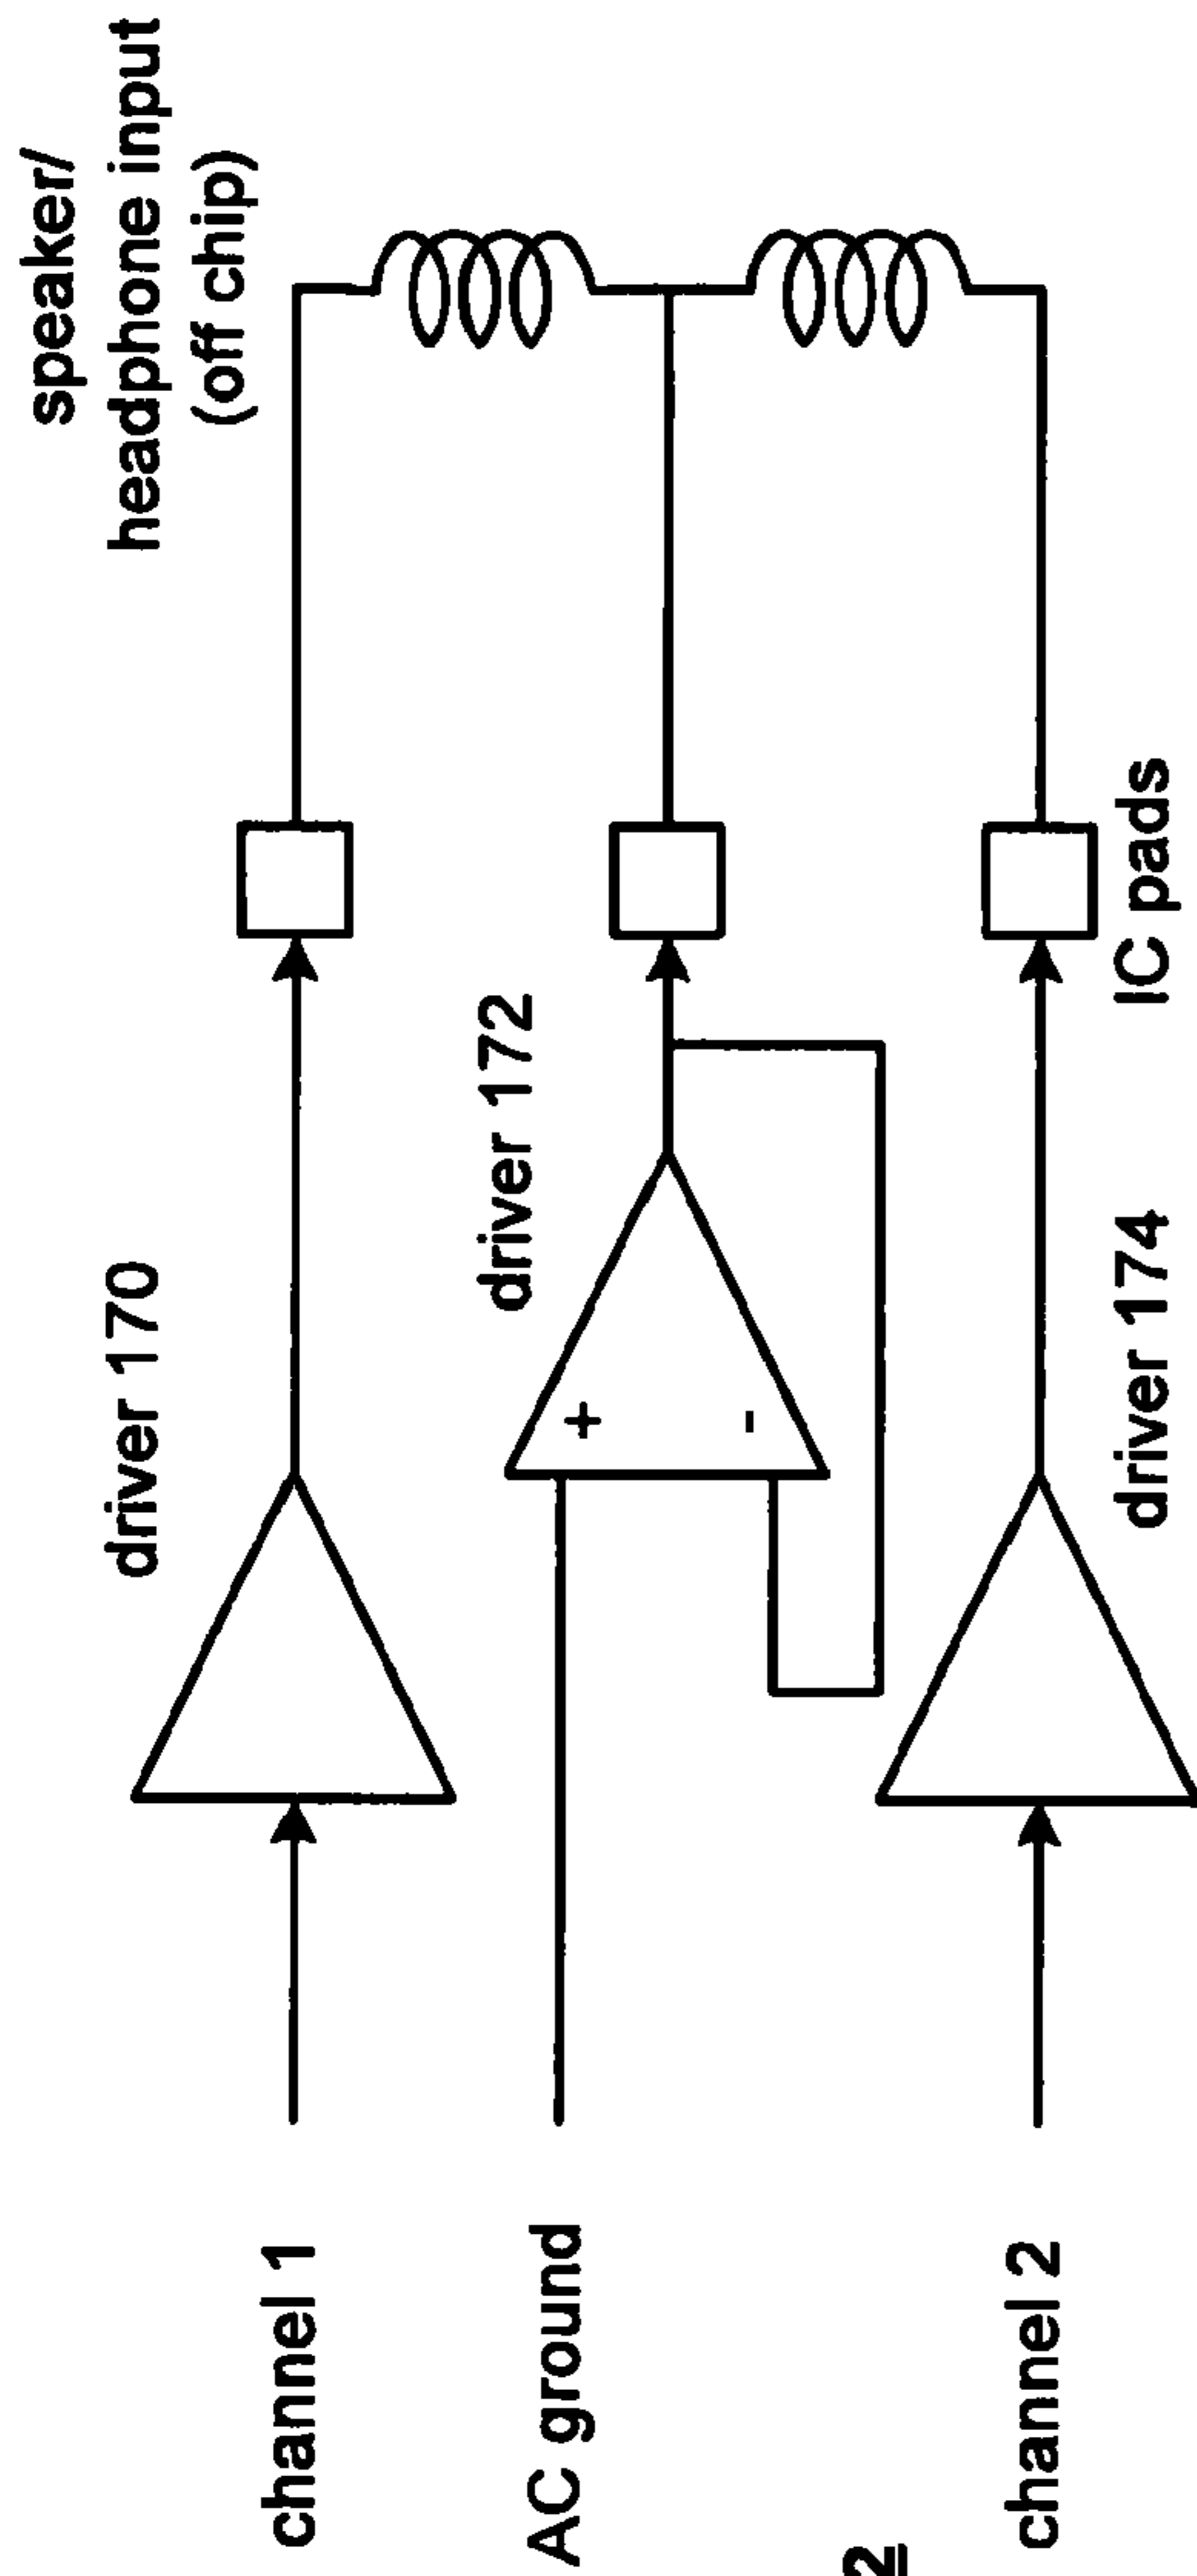 speaker/
headphone input
(off chip)
driver 170
channel 1
driver 172
+
-
AC ground
IC pads
driver 174
channel 2
2